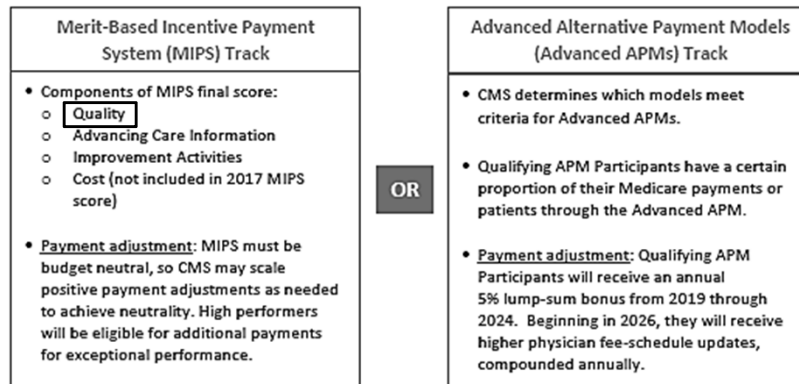 Merit-Based Incentive Payment
System (MIPS) Track
• Components of MIPS final score:
o Quality
o Advancing Care Information
o Improvement Activities
o Cost (not included in 2017 MIPS
score)
• Payment adjustment: MIPS must be
budget neutral, so CMS may scale
positive payment adjustments as needed
to achieve neutrality. High performers
will be eligible for additional payments
for exceptional performance.
OR
Advanced Alternative Payment Models
(Advanced APMs) Track
• CMS determines which models meet
criteria for Advanced APMs.
• Qualifying APM Participants have a certain
proportion of their Medicare payments or
patients through the Advanced APM.
• Payment adjustment: Qualifying APM
Participants will receive an annual
5% lump-sum bonus from 2019 through
2024. Beginning in 2026, they will receive
higher physician fee-schedule updates,
compounded annually.